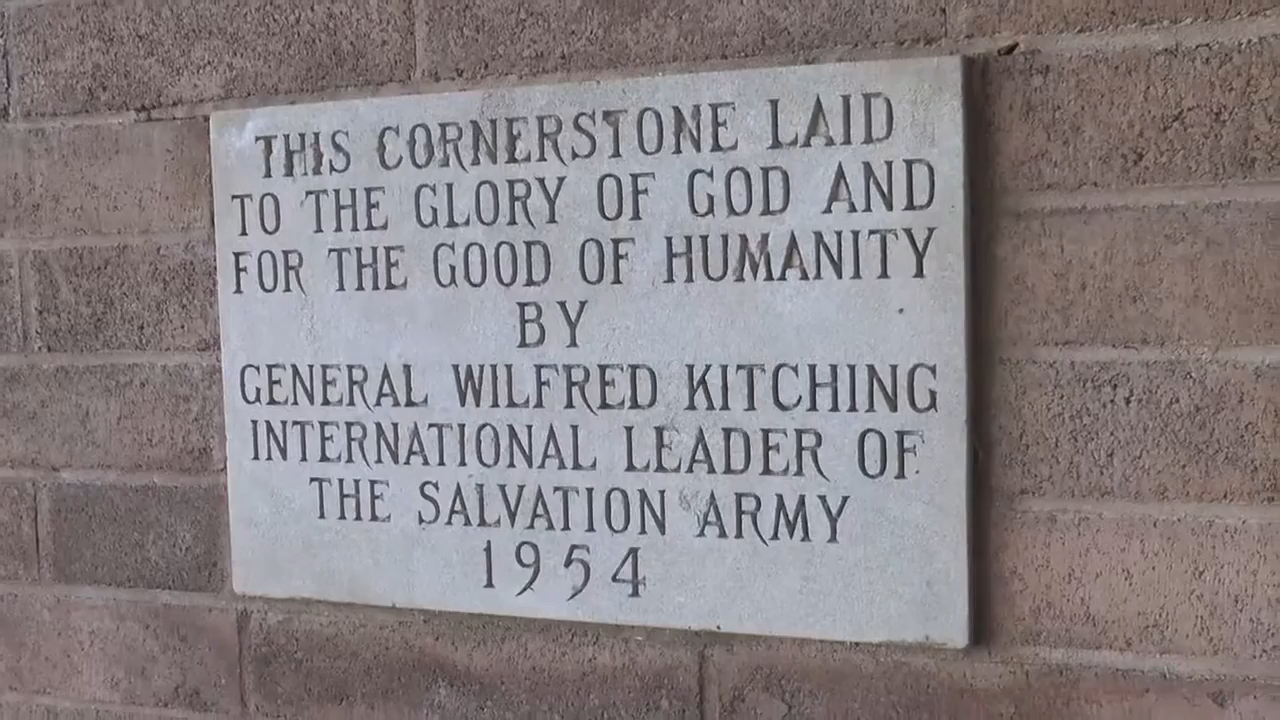 THIS CORNERSTONE LAID
TO THE GLORY OF GOD AND
FOR THE GOOD OF HUMANITY
BY
GENERAL WILFRED KITCHING
INTERNATIONAL LEADER OF
THE SALVATION ARMY
1954